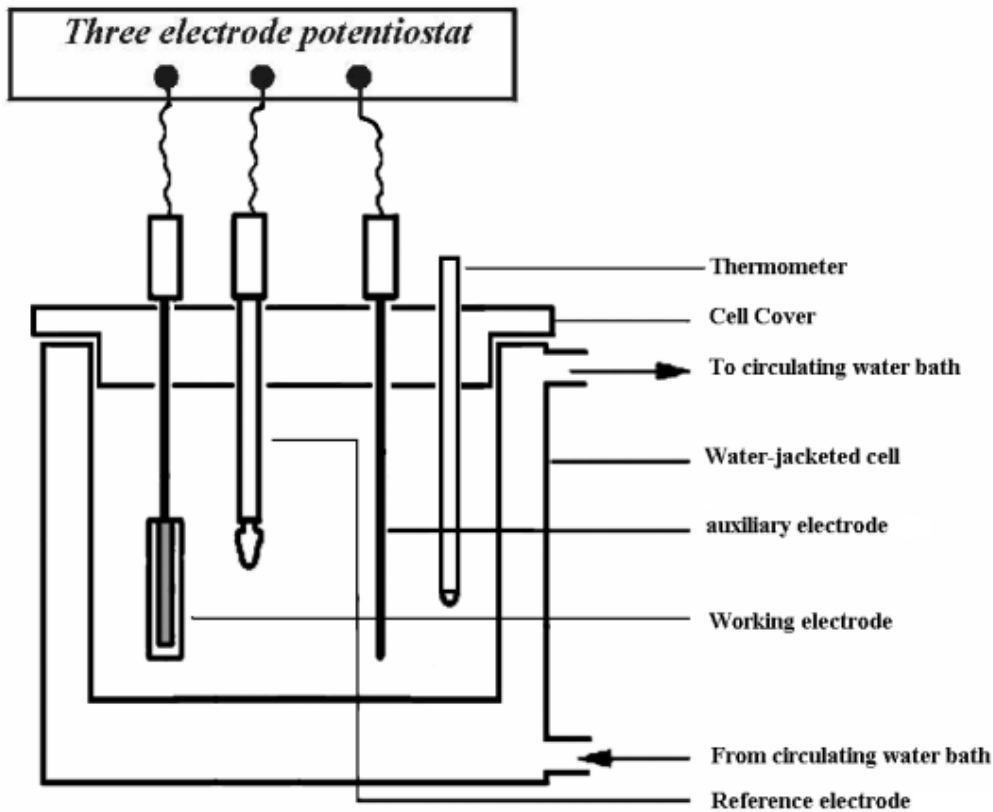 Three electrode potentiostat
Thermometer
Cell Cover
To circulating water bath
Water-jacketed cell
auxiliary electrode
Working electrode
From circulating water bath
Reference electrode